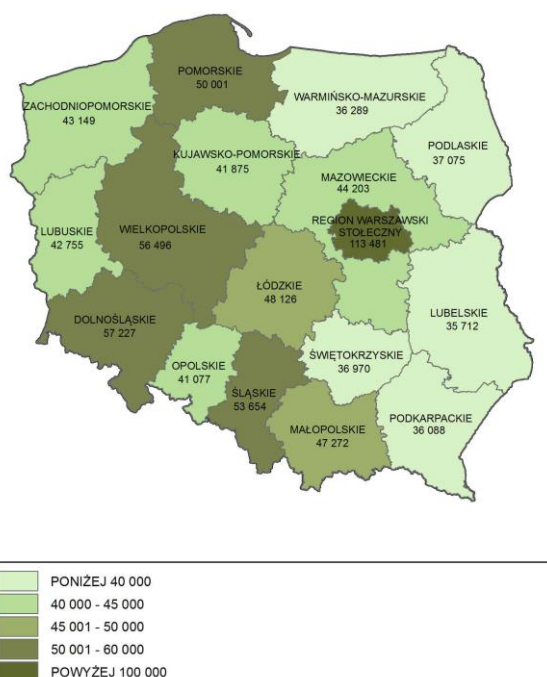 POMORSKIE
50 001
WARMIŃSKO-MAZURSKIE
36 289
ZACHODNIOPOMORSKIE
43 149
PODLASKIE
37 075
KUJAWSKO-POMORSKIE
41 875
MAZOWIECKIE
44 203
REGION WARSZAWSKI
STOŁECZNY
113 481
LUBUSKIE
42 755
WIELKOPOLSKIE
56 496
ŁÓDZKIE
48 126
LUBELSKIE
35 712
DOLNOŚLĄSKIE
57 227
ŚWIĘTOKRZYSKIE
36 970
OPOLSKIE
41 077
ŚLĄSKIE
53 654
PODKARPACKIE
36 088
MAŁOPOLSKIE
47 272
PONIŻEJ 40 000
40 000 - 45 000
45 001 - 50 000
50 001 - 60 000
POWYŻEJ 100 000